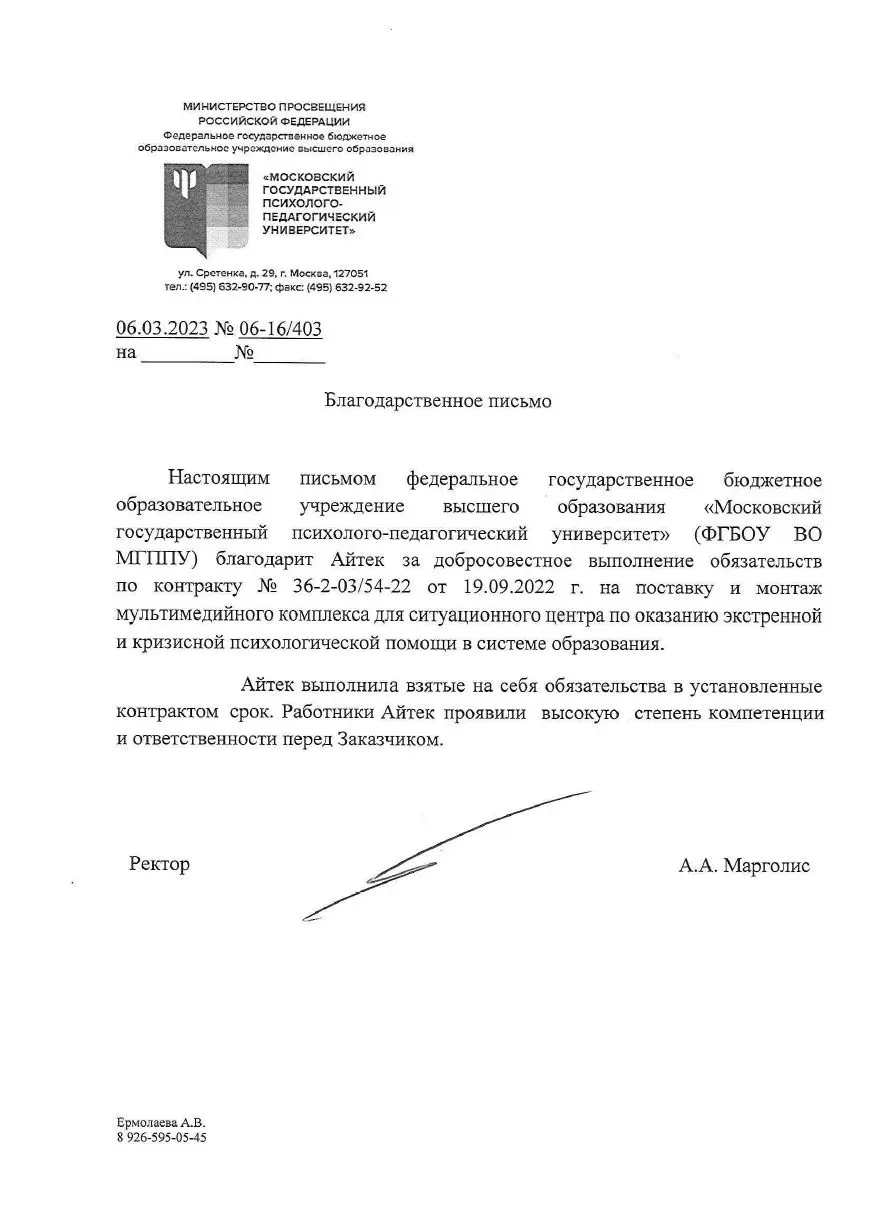 МИНИСТЕРСТВО ПРОСВЕЩЕНИЯ
РОССИЙСКОЙ ФЕДЕРАЦИИ
Федеральное государственное бюджетное
образовательное учреждение высшего образования
«МОСКОВСКИЙ
ГОСУДАРСТВЕННЫЙ
ПСИХОЛОГО-
ПЕДАГОГИЧЕСКИЙ
УНИВЕРСИТЕТ»
ул. Сретенка, д. 29, г. Москва, 127051
тел.: (495) 632-90-77; факс: (495) 632-92-52
06.03.2023 № 06-16/403
на __________№________
Благодарственное письмо
Настоящим письмом федеральное государственное бюджетное
образовательное учреждение высшего образования «Московский
государственный психолого-педагогический университет» (ФГБОУ ВО
МГППУ) благодарит Айтек за добросовестное выполнение обязательств
по контракту № 36-2-03/54-22 от 19.09.2022 г. на поставку и монтаж
мультимедийного комплекса для ситуационного центра по оказанию экстренной
и кризисной психологической помощи в системе образования.
Айтек выполнила взятые на себя обязательства в установленные
контрактом срок. Работники Айтек проявили высокую степень компетенции
и ответственности перед Заказчиком.
Ректор А.А. Марголис
Ермолаева А.В.
8 926-595-05-45